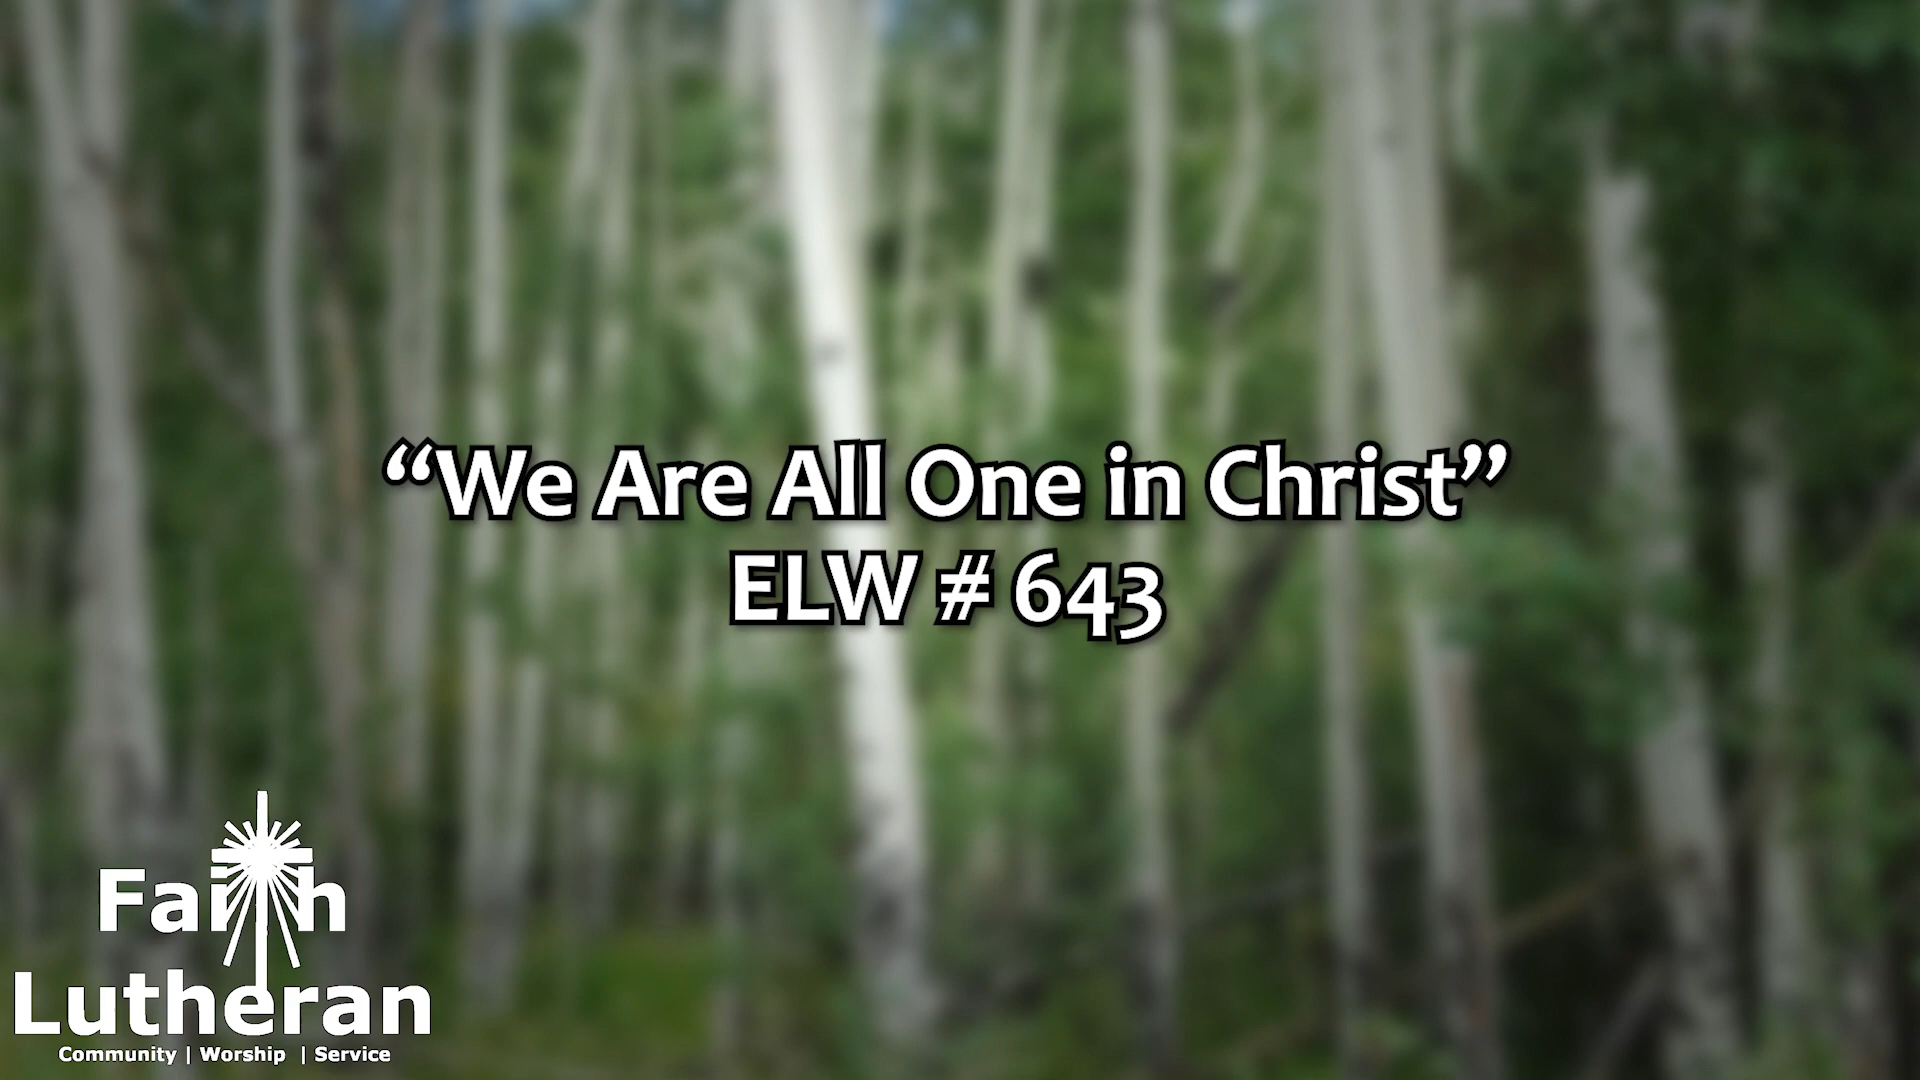 “We Are All One in Christ”
ELW # 643
Faith
Lutheran
Community | Worship | Service